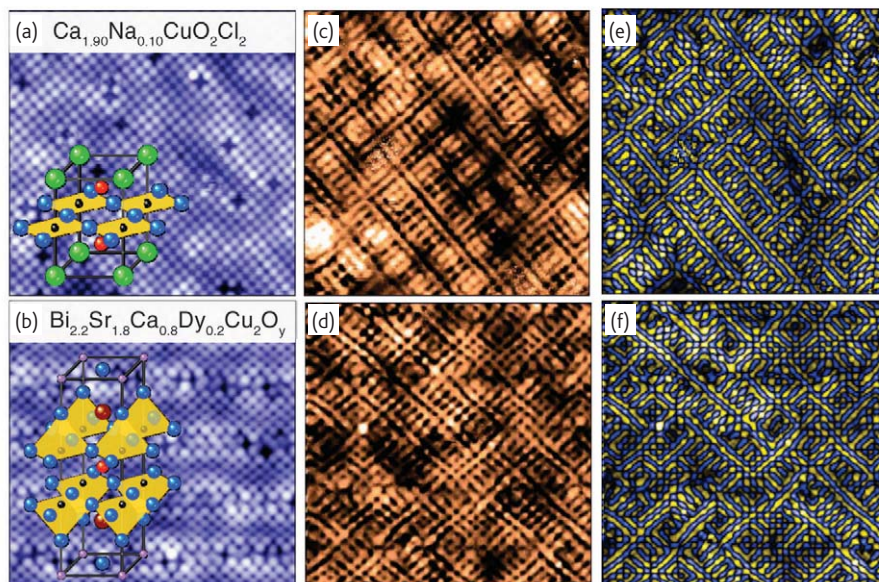 (a) Ca₁.₉₀Na₀.₁₀CuO₂Cl₂
(c)
(e)
(b) Bi₂.₂Sr₁.₈Ca₀.₈Dy₀.₂Cu₂Oy
(d)
(f)